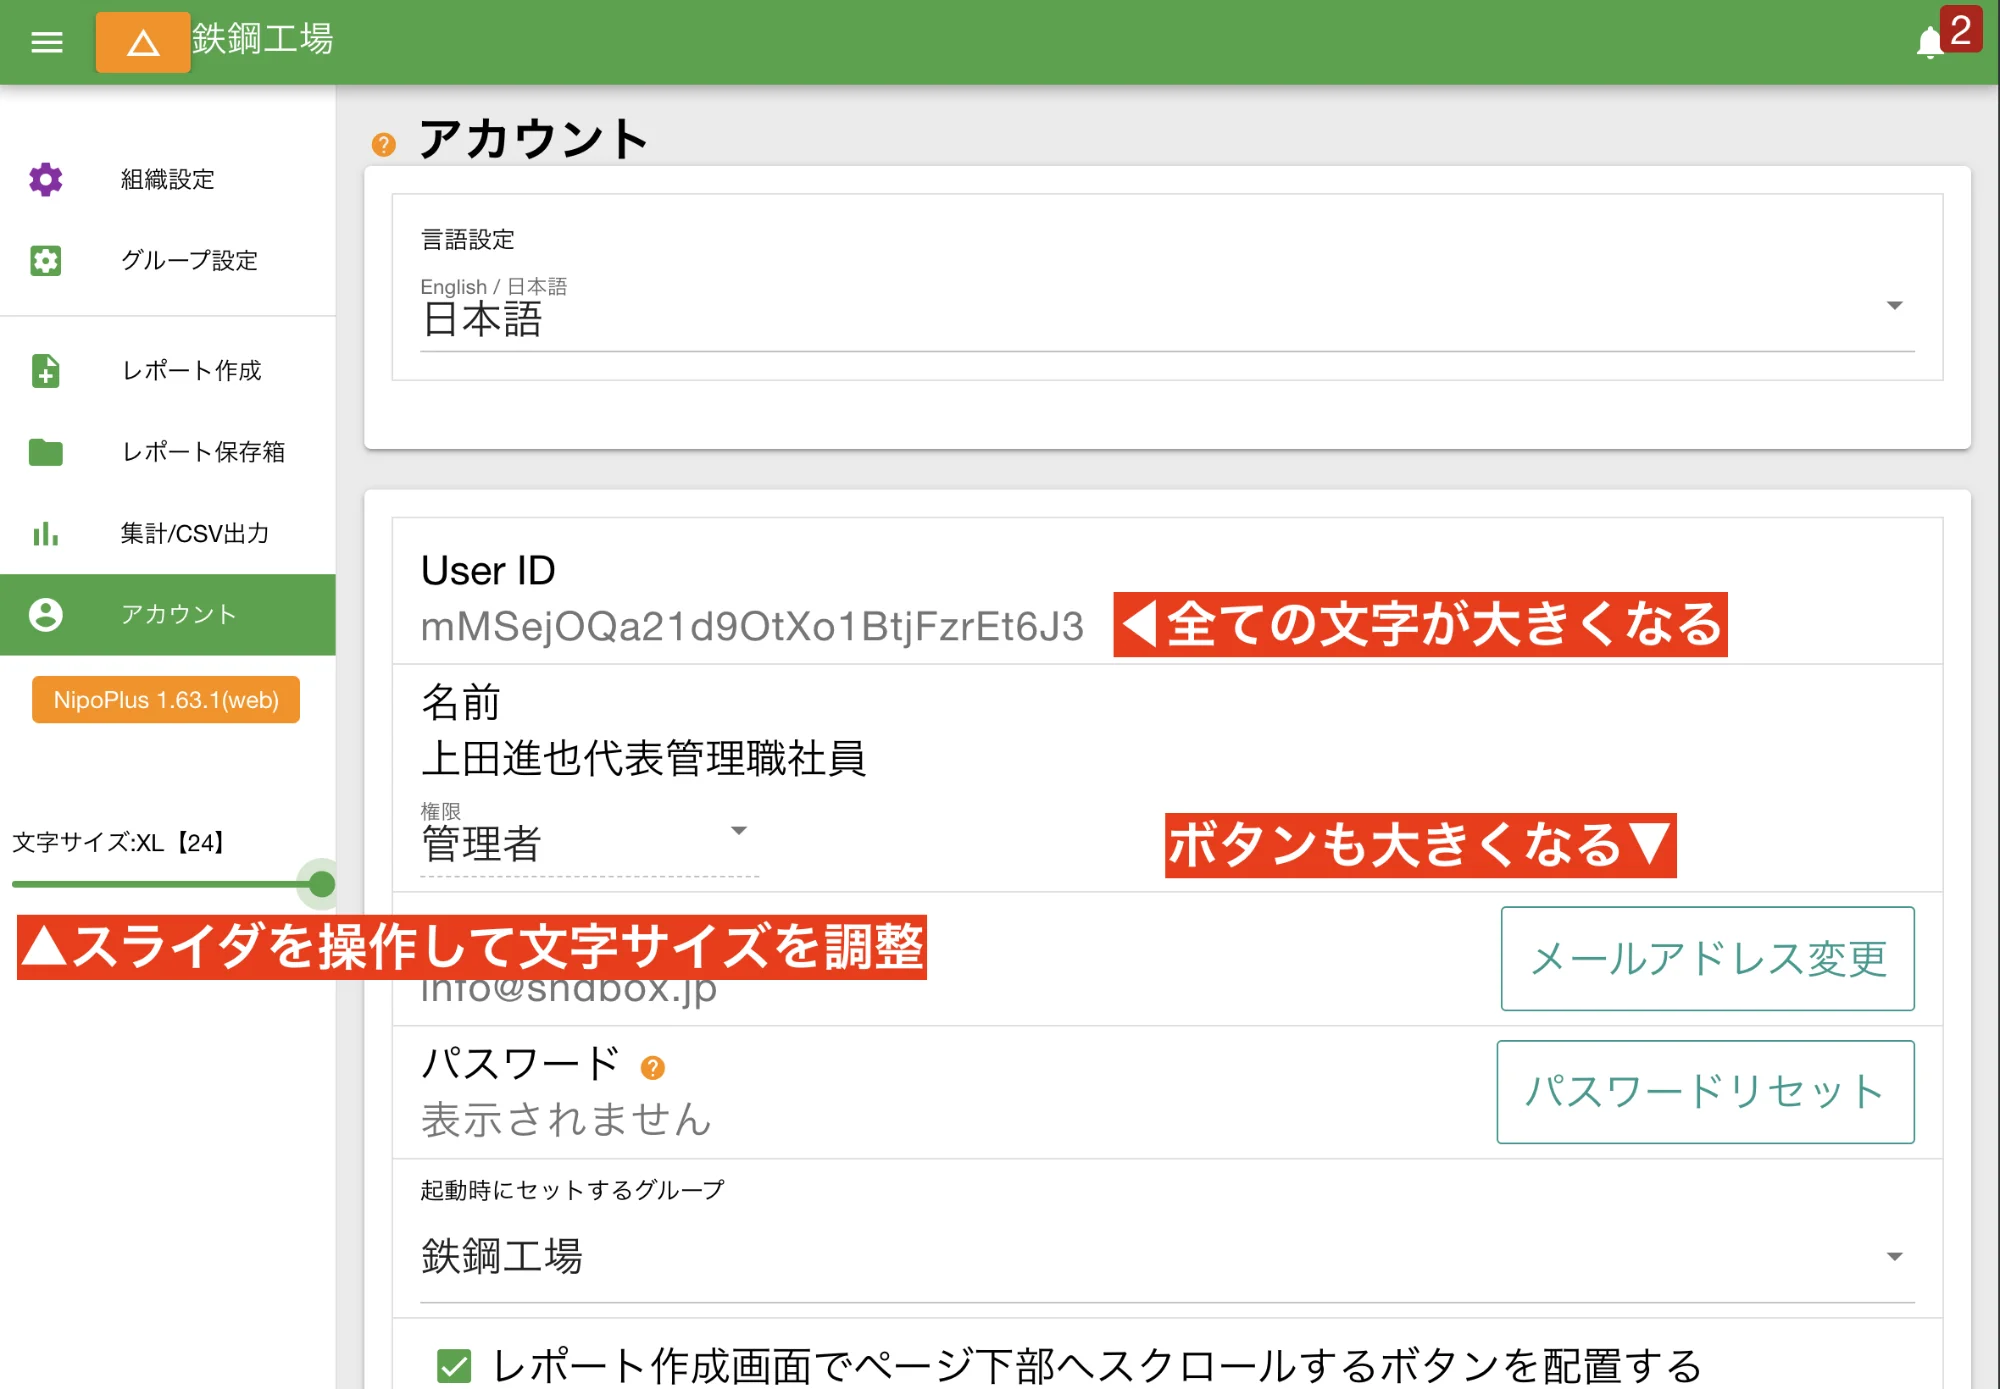 鉄鋼工場
2
組織設定
グループ設定
レポート作成
レポート保存箱
集計/CSV出力
アカウント
NipoPlus 1.63.1(web)
文字サイズ:XL【24】
▲スライダを操作して文字サイズを調整
アカウント
言語設定
English / 日本語
日本語
User ID
mMSejOQa21d9OtXo1BtjFzrEt6J3
◀全ての文字が大きくなる
名前
上田進也代表管理職社員
権限
管理者
ボタンも大きくなる▼
info@sndbox.jp
メールアドレス変更
パスワード
表示されません
パスワードリセット
起動時にセットするグループ
鉄鋼工場
レポート作成画面でページ下部へスクロールするボタンを配置する